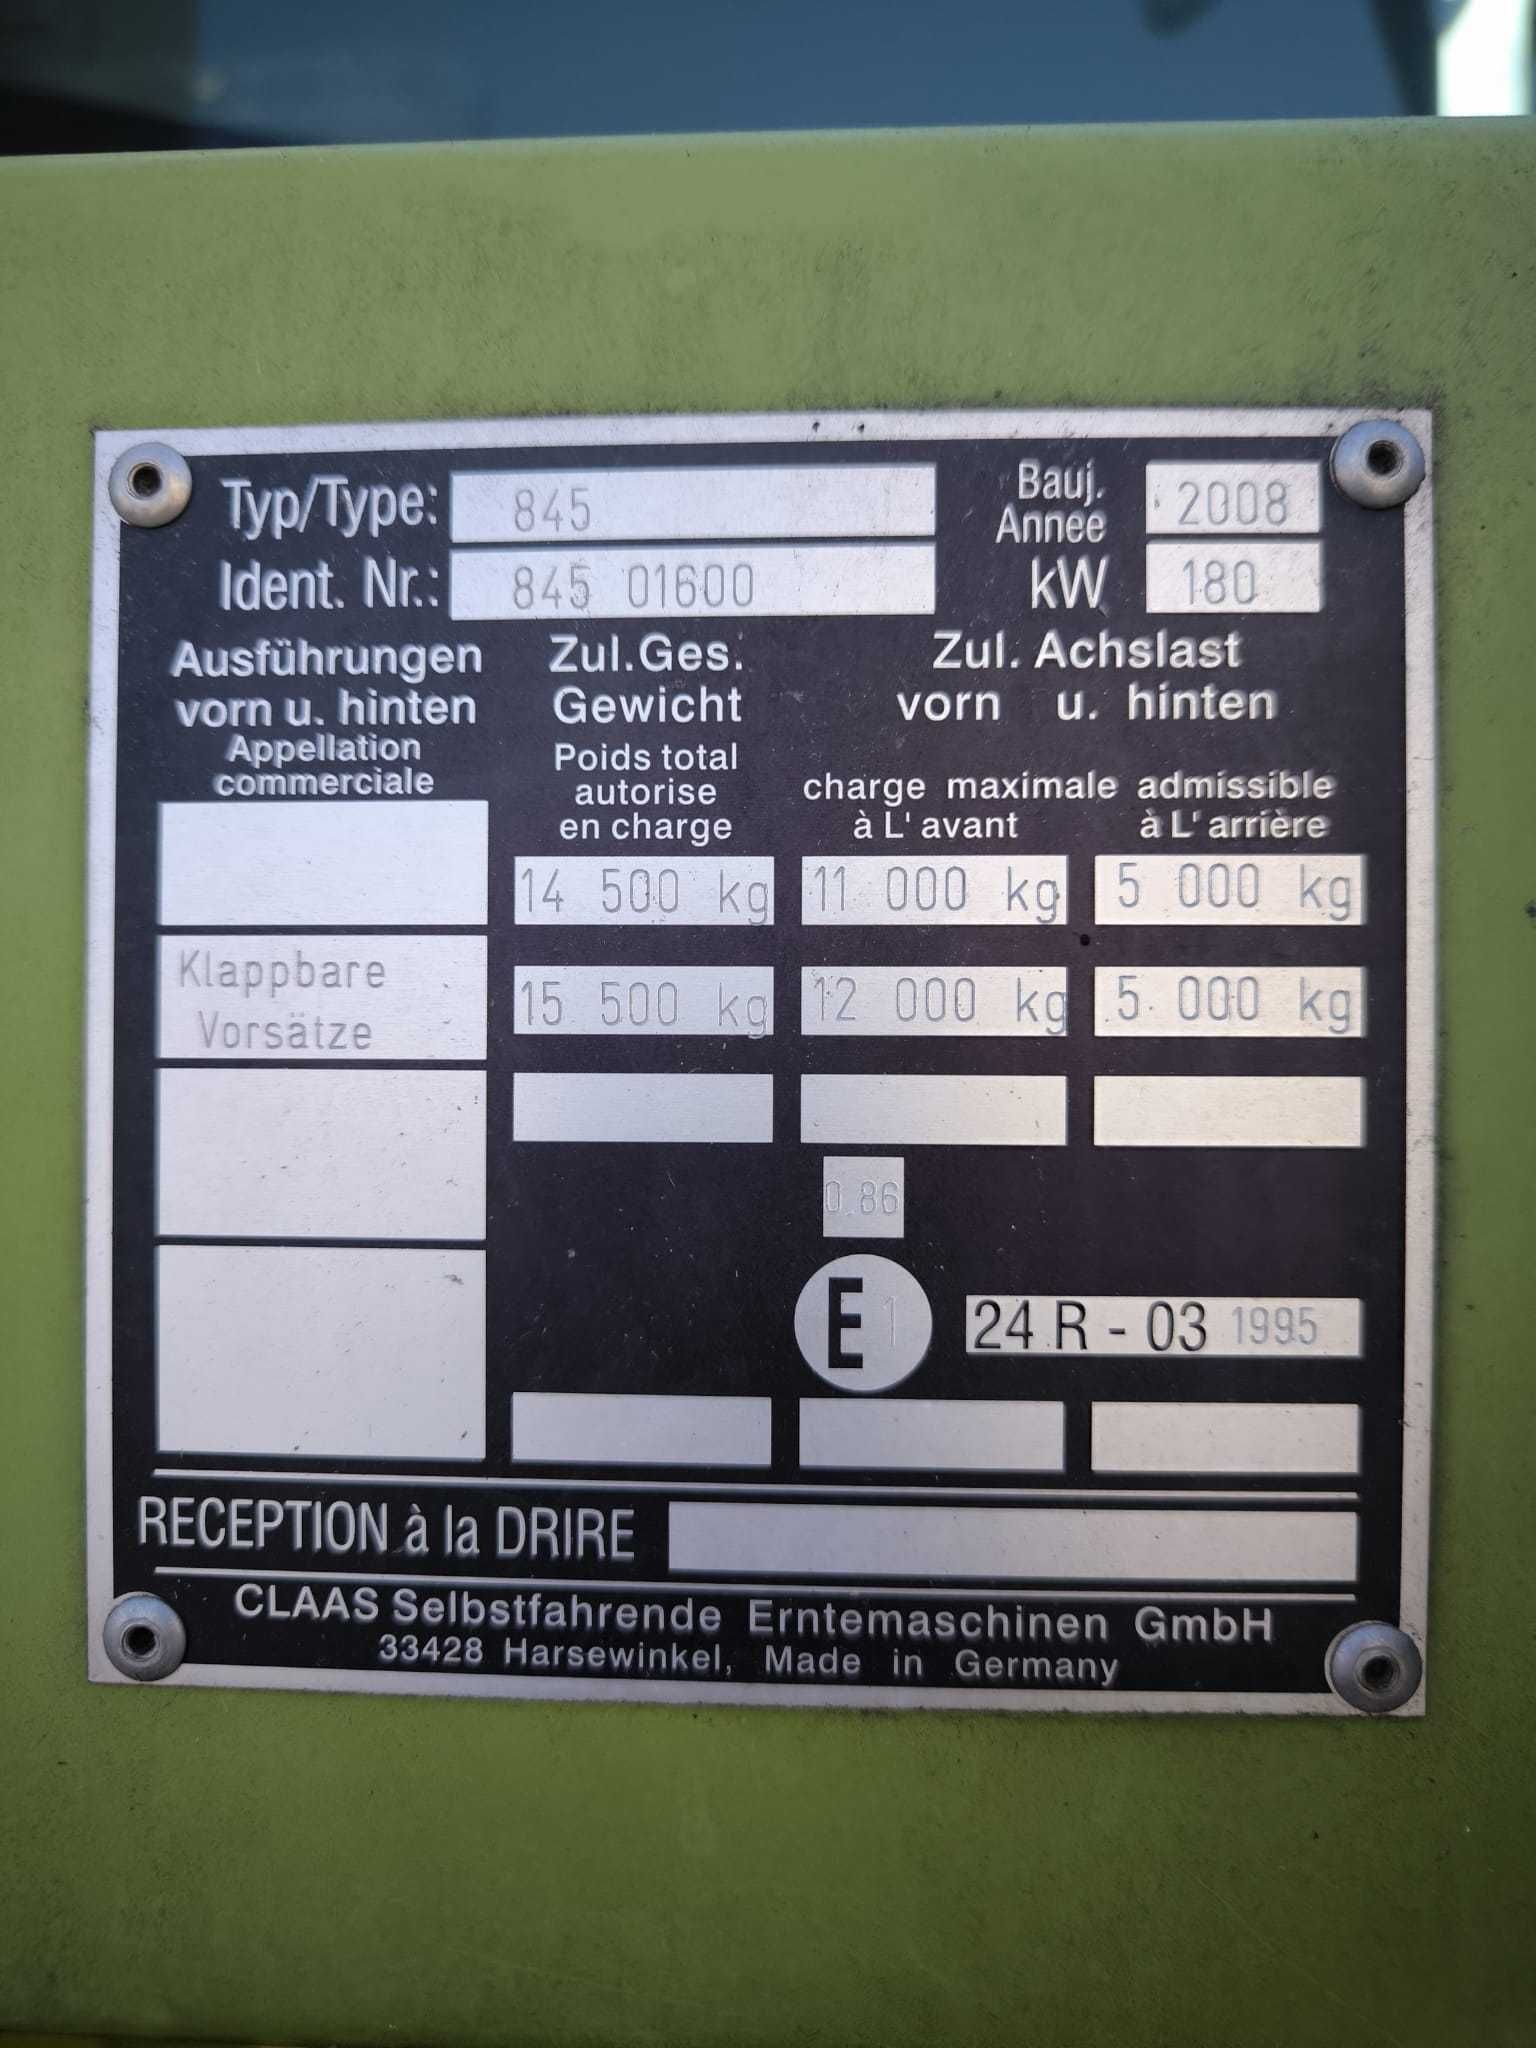 Typ/Type: 845
Bauj. Annee 2008
Ident. Nr.: 845 01600
kW 180
Ausführungen
vorn u. hinten
Appellation
commerciale
Zul.Ges.
Gewicht
Poids total
autorise
en charge
Zul. Achslast
vorn u. hinten
charge maximale admissible
à L' avant à L' arrière
14 500 kg 11 000 kg 5 000 kg
Klappbare
Vorsätze
15 500 kg 12 000 kg 5 000 kg
0.86
E 1 24 R - 03 1995
RECEPTION à la DRIRE
CLAAS Selbstfahrende Erntemaschinen GmbH
33428 Harsewinkel, Made in Germany